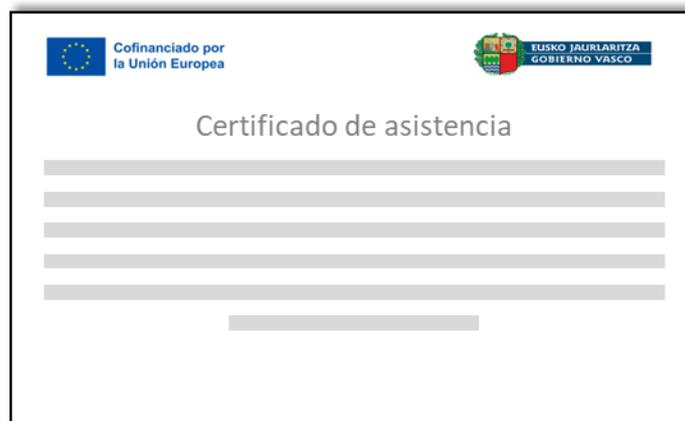 Cofinanciado por
la Unión Europea
EUSKO JAURLARITZA
GOBIERNO VASCO
Certificado de asistencia